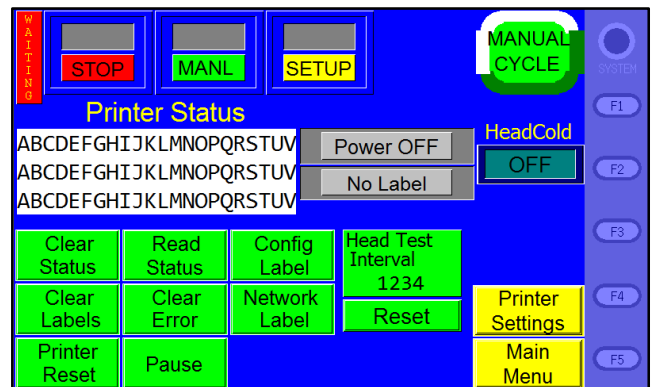 WAITING
STOP
MANL
SETUP
MANUAL
CYCLE
SYSTEM
Printer Status
F1
ABCDEFGHIJKLMNOPQRSTUV
ABCDEFGHIJKLMNOPQRSTUV
ABCDEFGHIJKLMNOPQRSTUV
Power OFF
No Label
HeadCold
OFF
F2
Clear
Status
Read
Status
Config
Label
Head Test
Interval
1234
F3
Clear
Labels
Clear
Error
Network
Label
Reset
Printer
Settings
F4
Printer
Reset
Pause
Main
Menu
F5